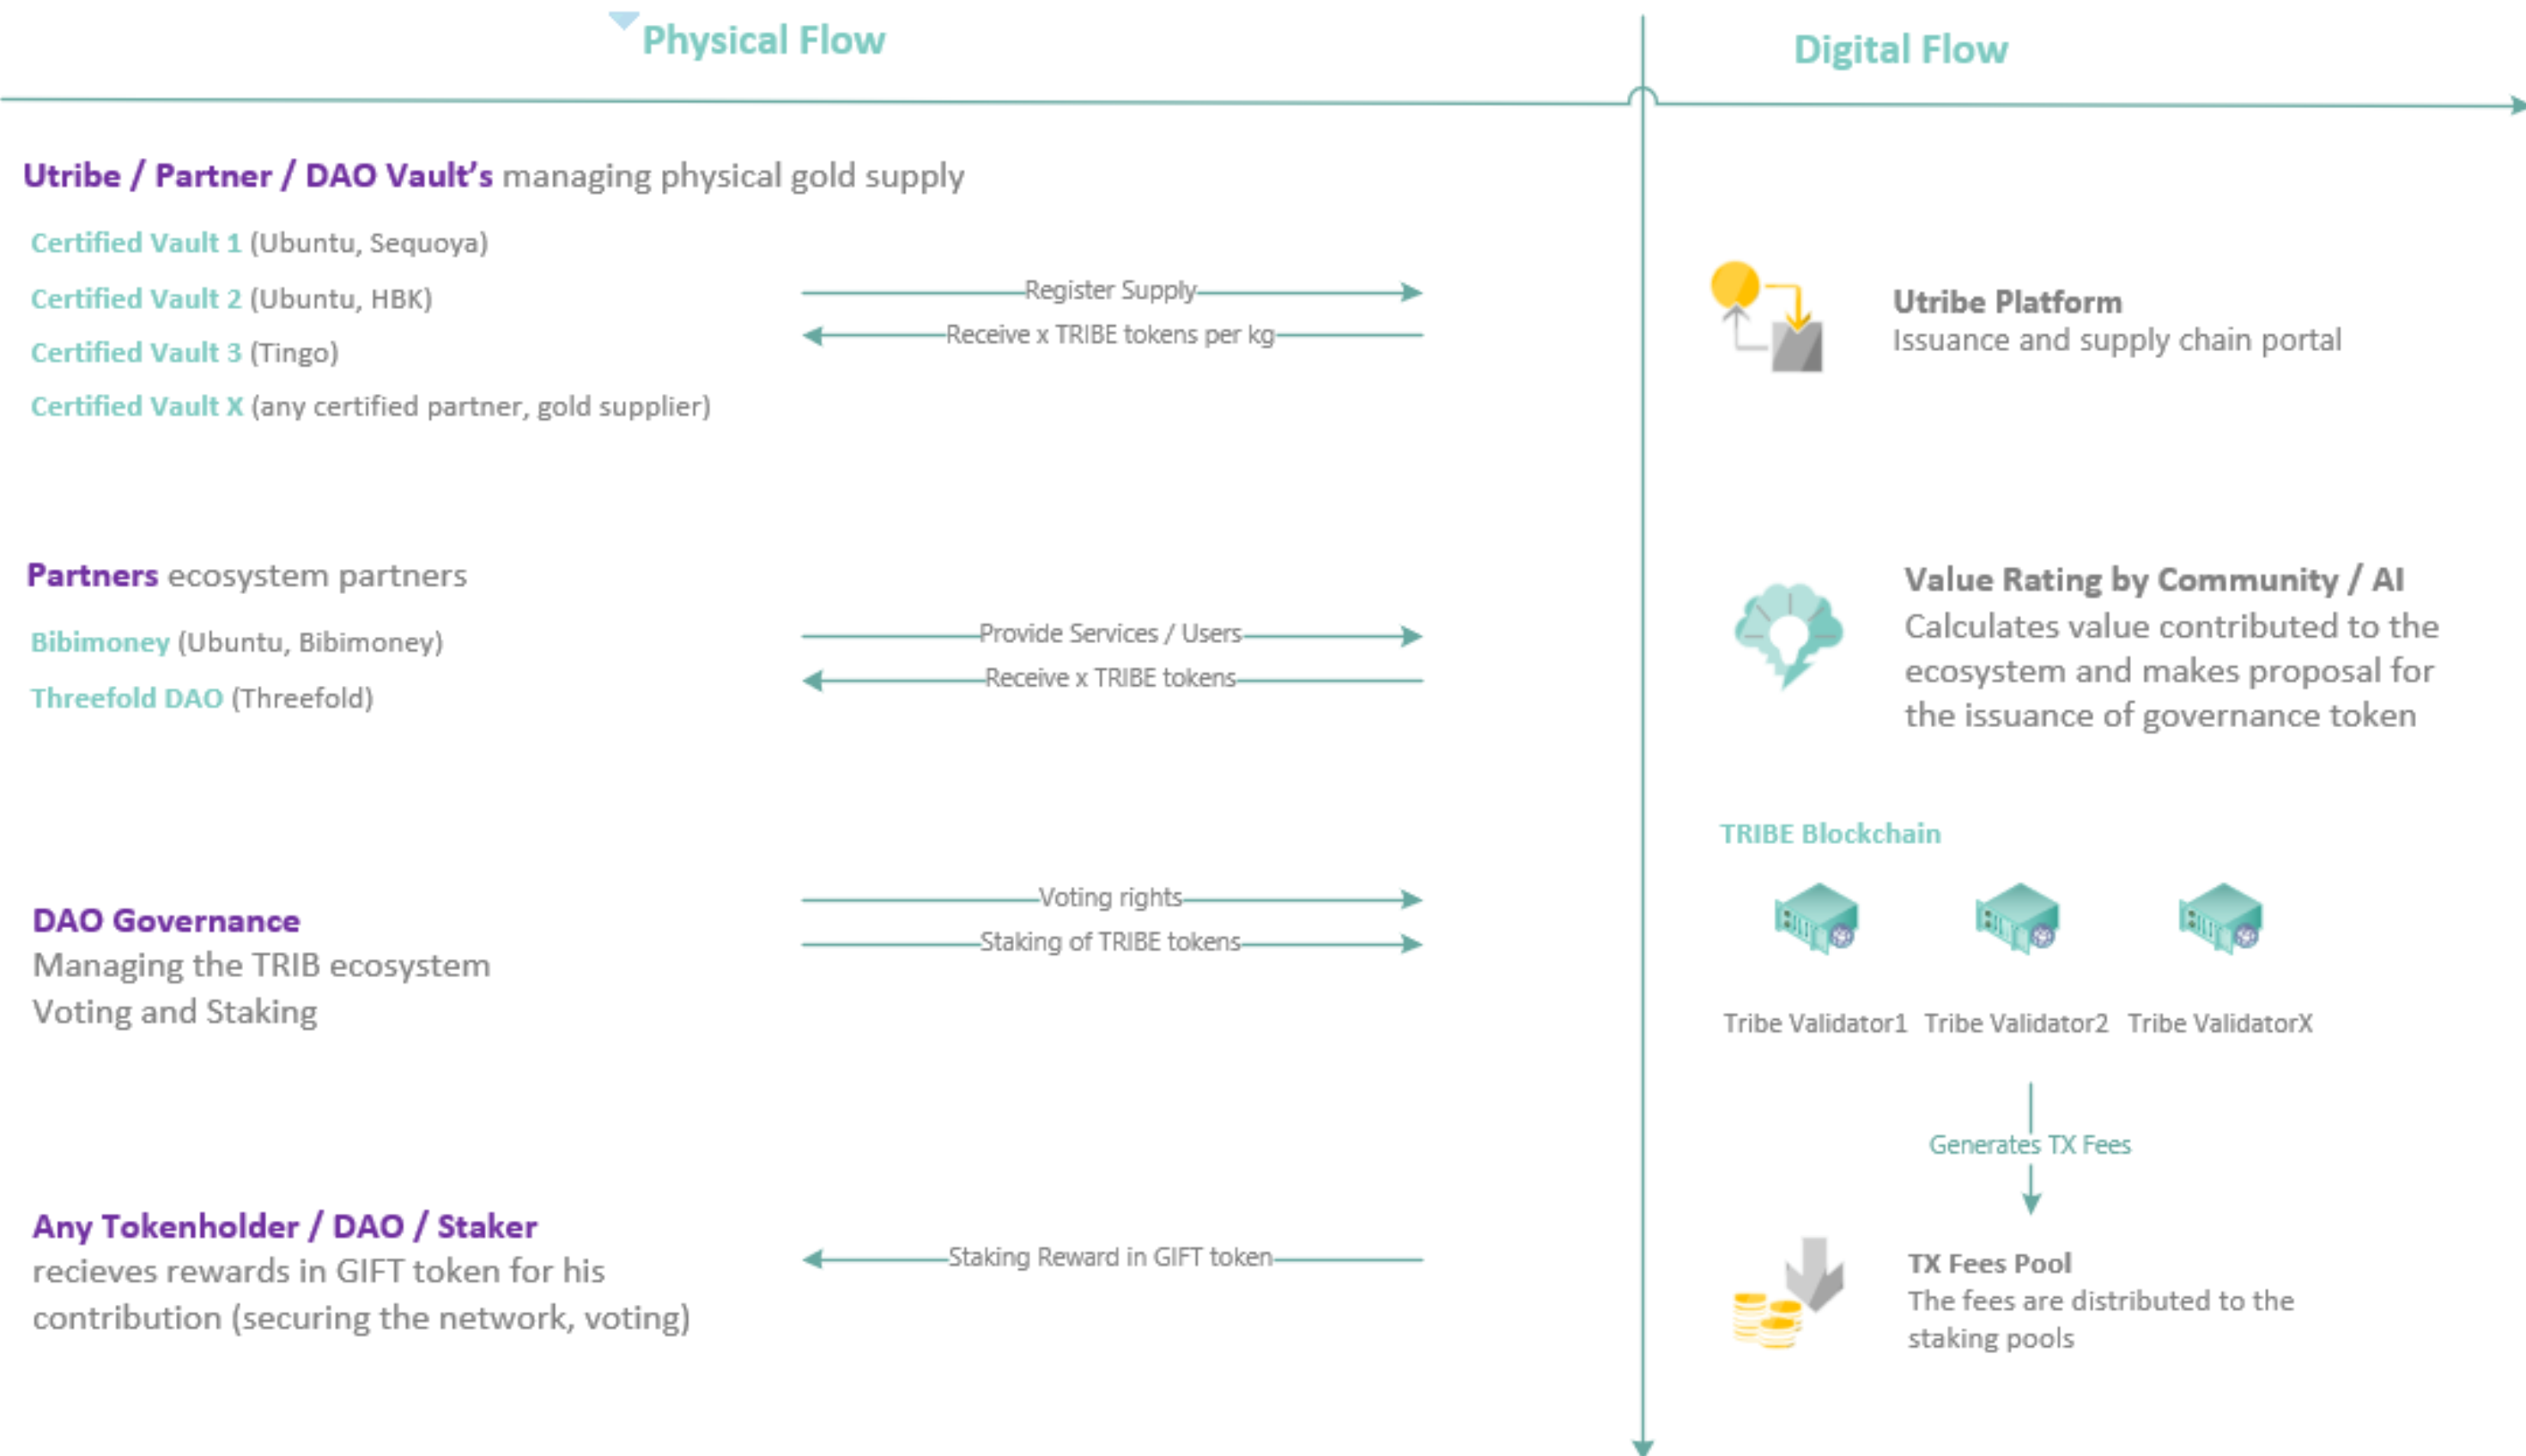 Physical Flow
Digital Flow
Utribe / Partner / DAO Vault's managing physical gold supply
Certified Vault 1 (Ubuntu, Sequoya)
Certified Vault 2 (Ubuntu, HBK)
Certified Vault 3 (Tingo)
Certified Vault X (any certified partner, gold supplier)
Register Supply
Receive x TRIBE tokens per kg
Utribe Platform
Issuance and supply chain portal
Partners ecosystem partners
Bibimoney (Ubuntu, Bibimoney)
Threefold DAO (Threefold)
Provide Services / Users
Receive x TRIBE tokens
Value Rating by Community / AI
Calculates value contributed to the
ecosystem and makes proposal for
the issuance of governance token
DAO Governance
Managing the TRIB ecosystem
Voting and Staking
Voting rights
Staking of TRIBE tokens
TRIBE Blockchain
Tribe Validator1
Tribe Validator2
Tribe ValidatorX
Generates TX Fees
Any Tokenholder / DAO / Staker
recieves rewards in GIFT token for his
contribution (securing the network, voting)
Staking Reward in GIFT token
TX Fees Pool
The fees are distributed to the
staking pools